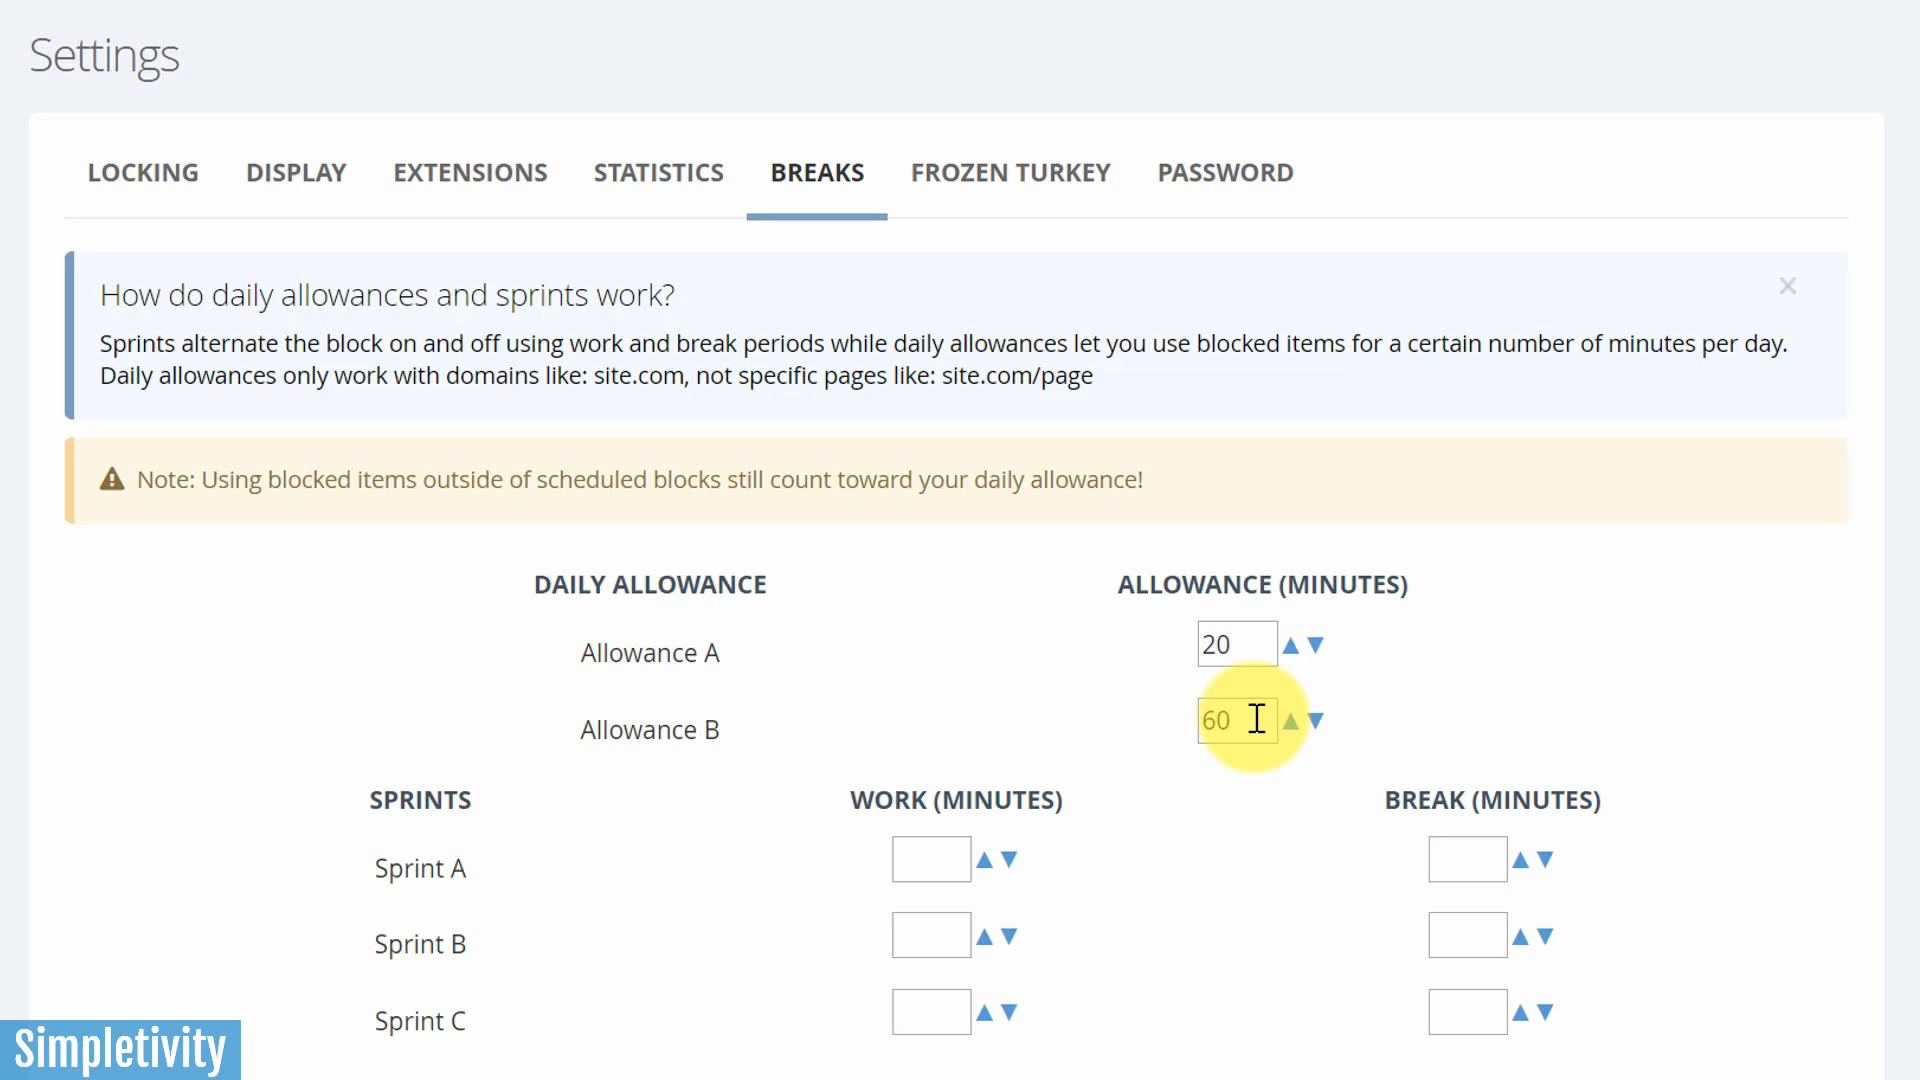 Settings
LOCKING DISPLAY EXTENSIONS STATISTICS BREAKS FROZEN TURKEY PASSWORD
How do daily allowances and sprints work?
×
Sprints alternate the block on and off using work and break periods while daily allowances let you use blocked items for a certain number of minutes per day.
Daily allowances only work with domains like: site.com, not specific pages like: site.com/page
Note: Using blocked items outside of scheduled blocks still count toward your daily allowance!
DAILY ALLOWANCE ALLOWANCE (MINUTES)
Allowance A 20
Allowance B 60
SPRINTS WORK (MINUTES) BREAK (MINUTES)
Sprint A
Sprint B
Sprint C
Simpletivity